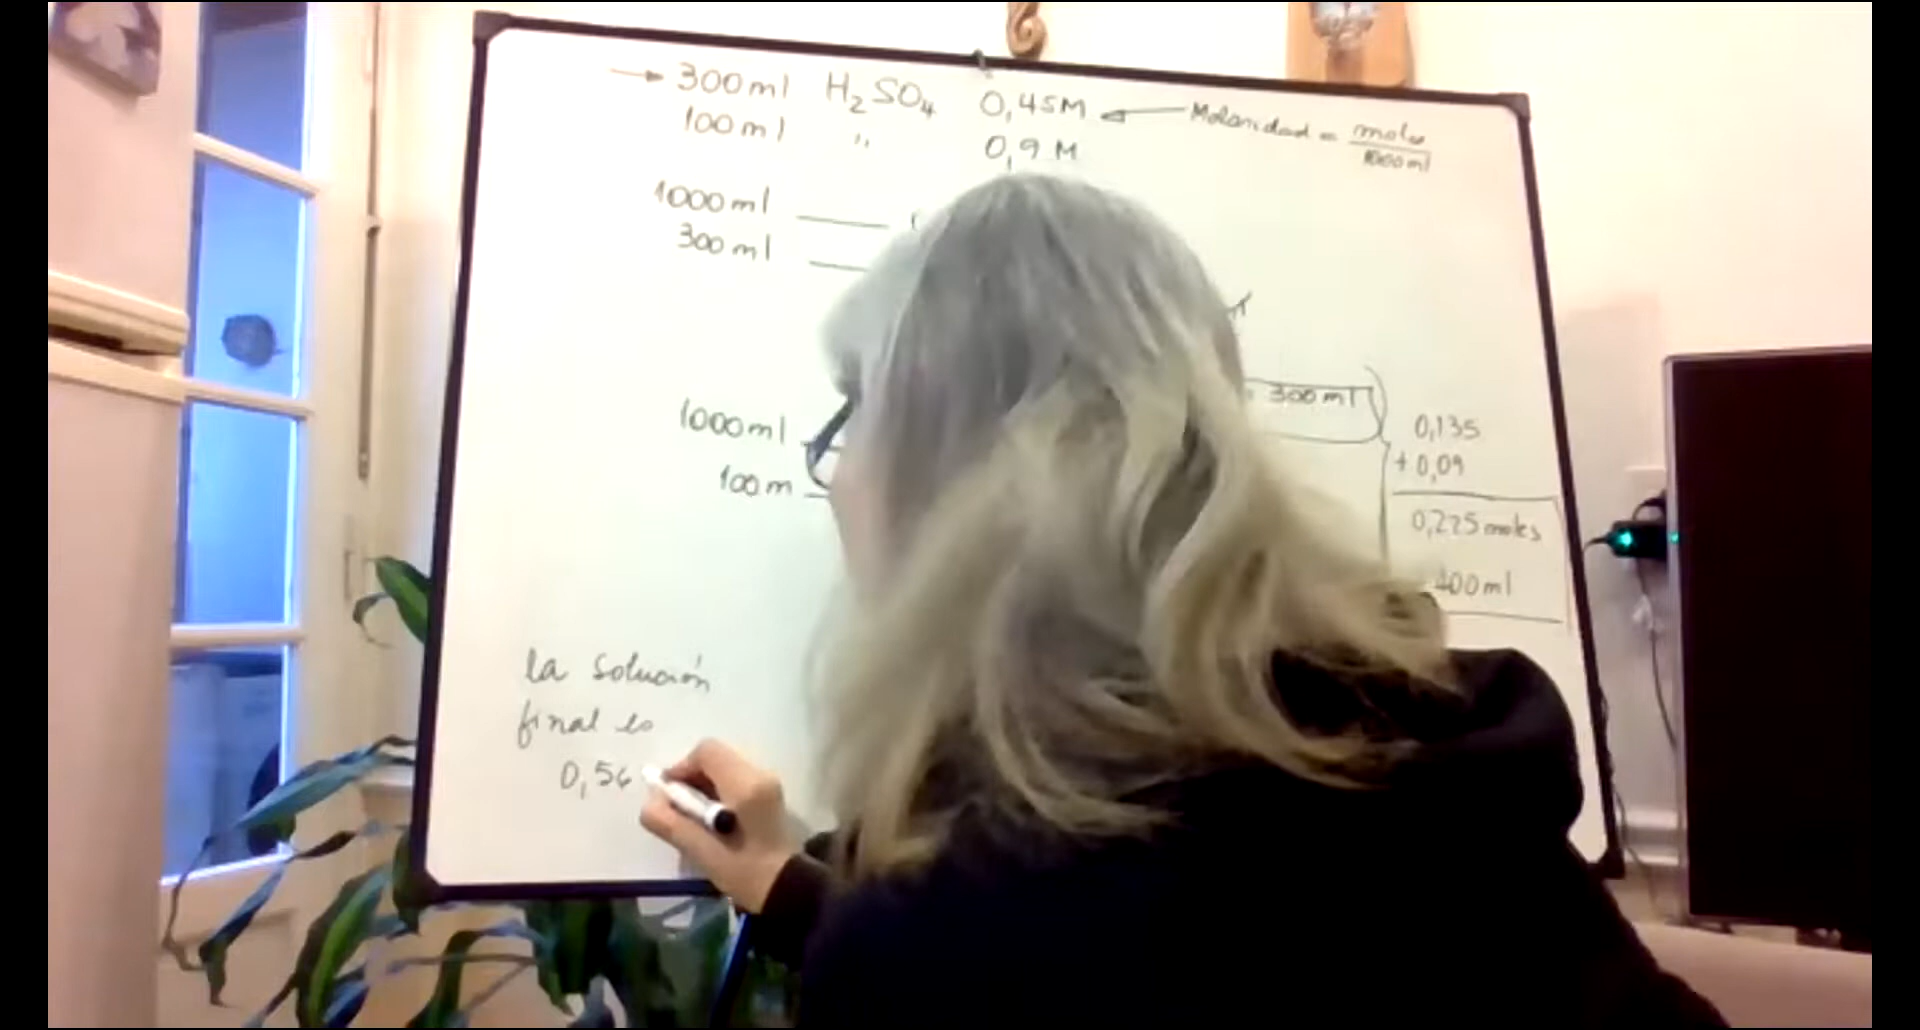 → 300 ml H₂SO₄ 0,45M ← Molaridad = moles / 1000 ml
100 ml " 0,9 M
1000 ml
300 ml
300 ml
1000 ml
100 m
0,135
+ 0,09
0,225 moles
400 ml
la solución
final es
0,56